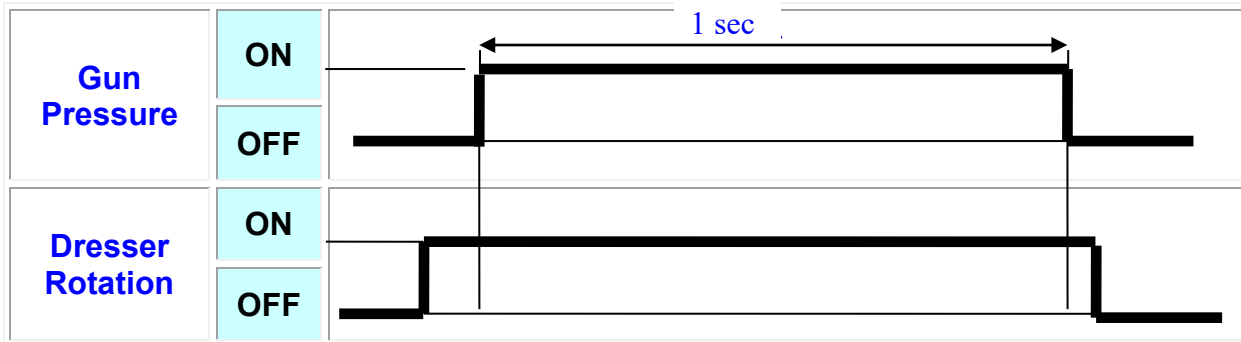 1 sec
Gun
Pressure
ON
OFF
Dresser
Rotation
ON
OFF